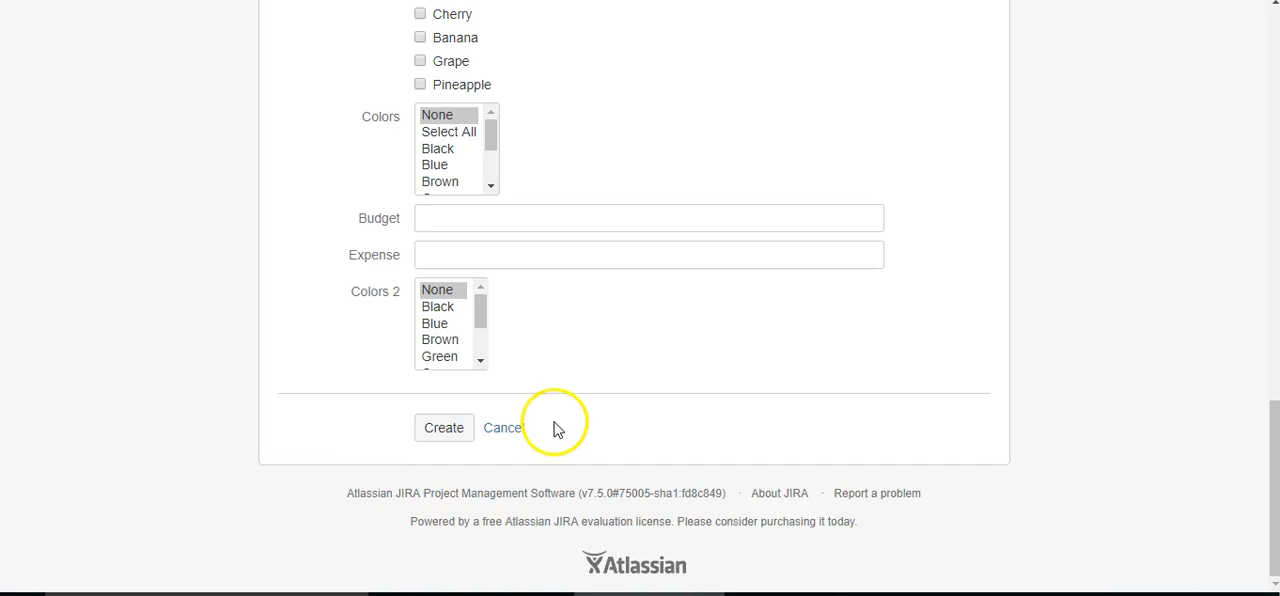 Cherry
Banana
Grape
Pineapple
Colors
None
Select All
Black
Blue
Brown
Budget
Expense
Colors 2
None
Black
Blue
Brown
Green
Create Cancel
Atlassian JIRA Project Management Software (v7.5.0#75005-sha1:fd8c849) · About JIRA · Report a problem
Powered by a free Atlassian JIRA evaluation license. Please consider purchasing it today.
Atlassian